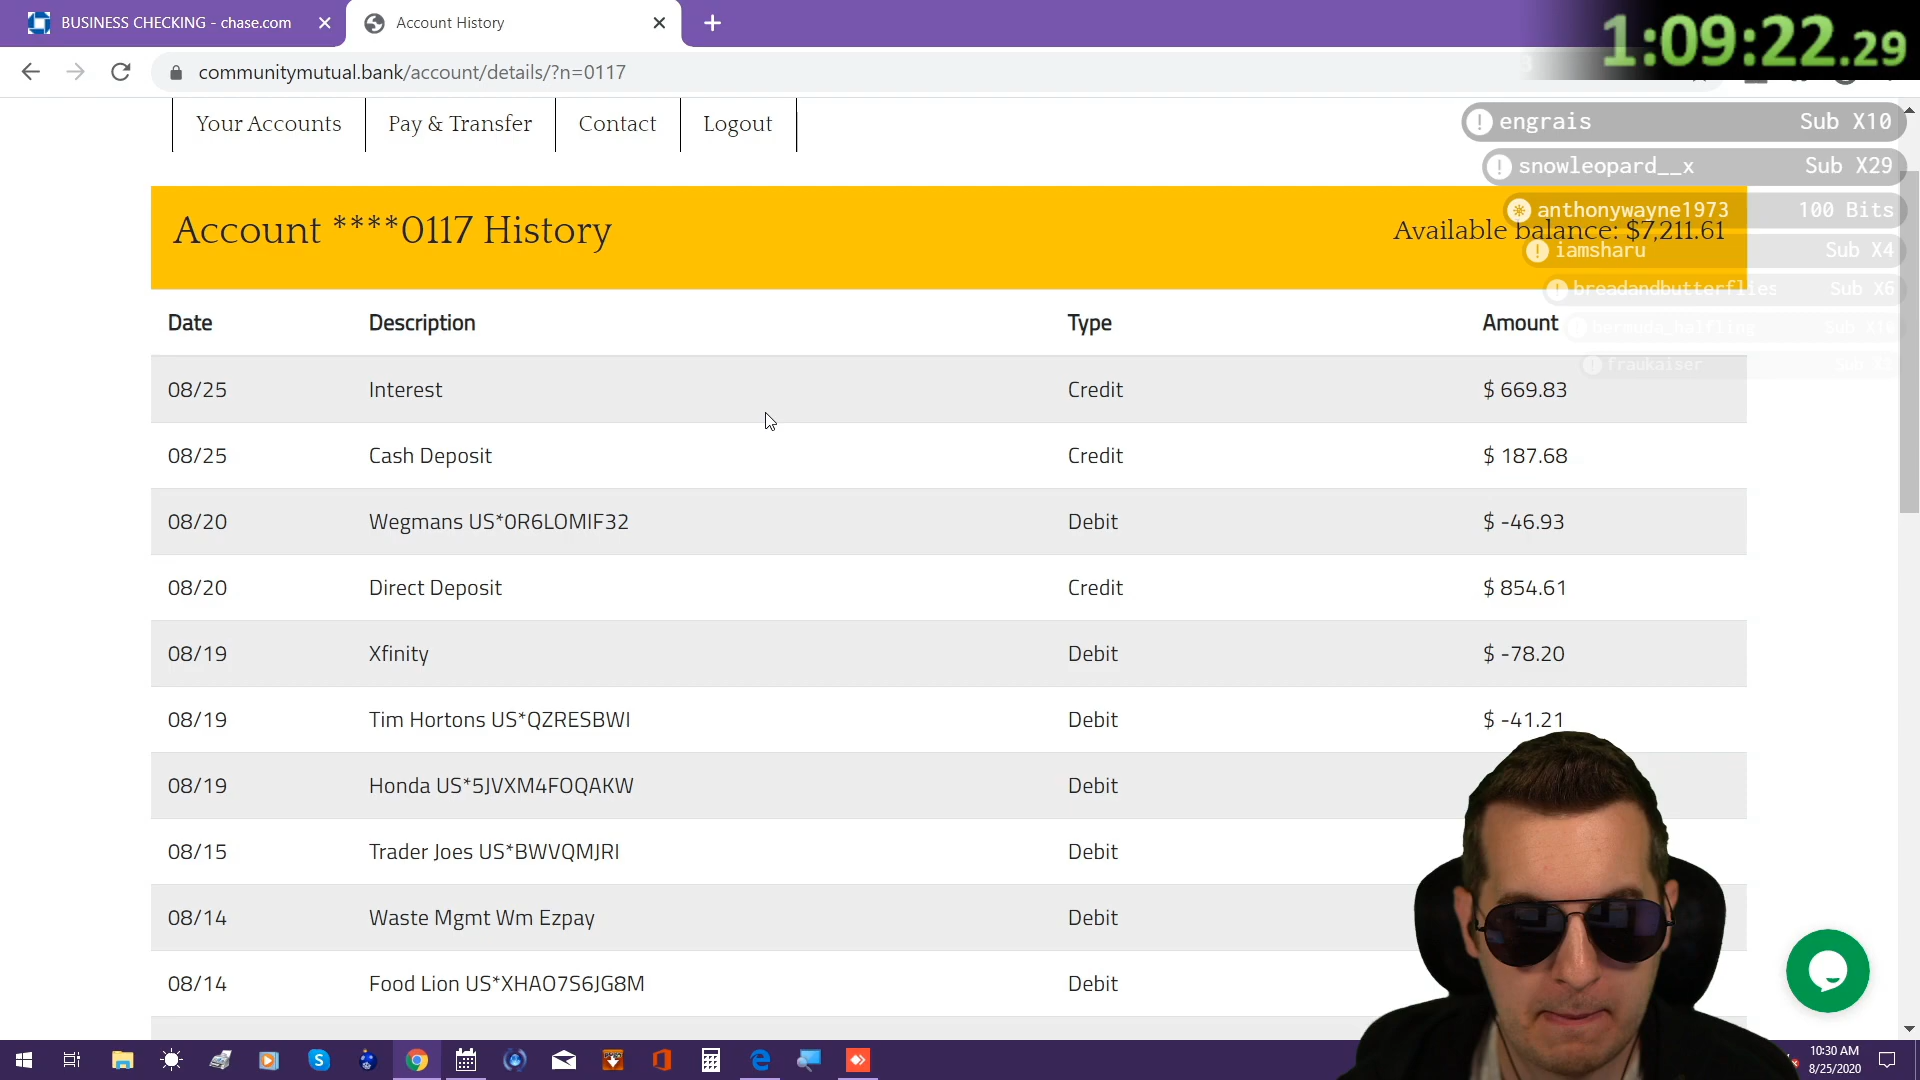 BUSINESS CHECKING - chase.com
Account History
1:09:22.29
communitymutual.bank/account/details/?n=0117
Your Accounts
Pay & Transfer
Contact
Logout
engrais Sub X10
snowleopard__x Sub X29
anthonywayne1973 100 Bits
iamsharu Sub X4
breadandbutterflies Sub X6
bermuda_halfling
fraukaiser
Account ****0117 History
Available balance: $7,211.61
Date Description Type Amount
08/25 Interest Credit $ 669.83
08/25 Cash Deposit Credit $ 187.68
08/20 Wegmans US*0R6LOMIF32 Debit $ -46.93
08/20 Direct Deposit Credit $ 854.61
08/19 Xfinity Debit $ -78.20
08/19 Tim Hortons US*QZRESBWI Debit $ -41.21
08/19 Honda US*5JVXM4FOQAKW Debit
08/15 Trader Joes US*BWVQMJRI Debit
08/14 Waste Mgmt Wm Ezpay Debit
08/14 Food Lion US*XHAO7S6JG8M Debit
10:30 AM
8/25/2020